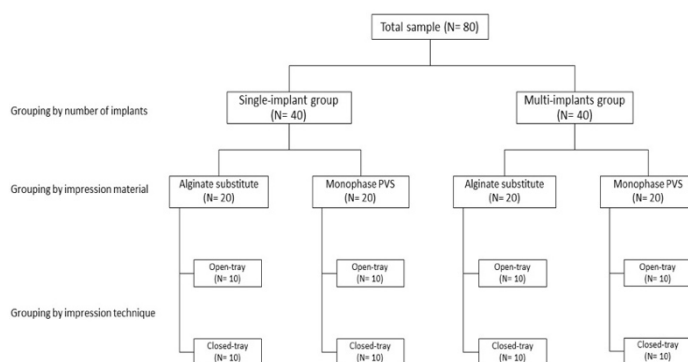 Total sample (N= 80)
Grouping by number of implants
Single-implant group
(N= 40)
Multi-implants group
(N= 40)
Grouping by impression material
Alginate substitute
(N= 20)
Monophase PVS
(N= 20)
Alginate substitute
(N= 20)
Monophase PVS
(N= 20)
Open-tray
(N= 10)
Open-tray
(N= 10)
Open-tray
(N= 10)
Open-tray
(N= 10)
Grouping by impression technique
Closed-tray
(N= 10)
Closed-tray
(N= 10)
Closed-tray
(N= 10)
Closed-tray
(N= 10)